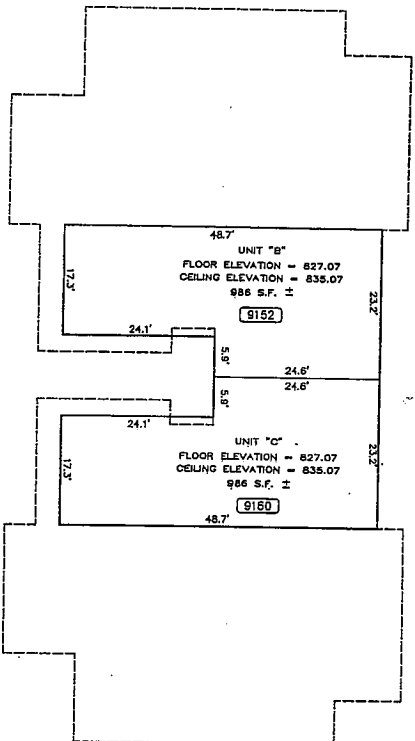 48.7'
UNIT "B"
FLOOR ELEVATION = 827.07
CEILING ELEVATION = 835.07
986 S.F. ±
9152
17.3'
23.2'
24.1'
5.9'
24.6'
24.6'
5.9'
24.1'
UNIT "C"
FLOOR ELEVATION = 827.07
CEILING ELEVATION = 835.07
986 S.F. ±
9160
17.3'
23.2'
48.7'